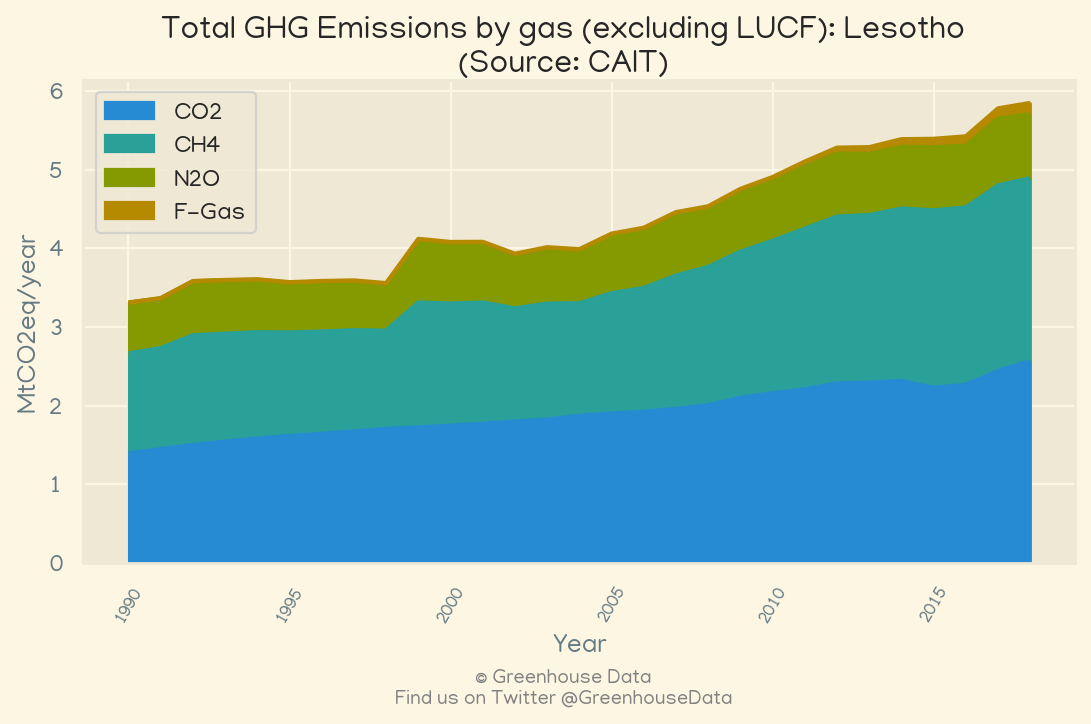 Total GHG Emissions by gas (excluding LUCF): Lesotho
(Source: CAIT)
CO2
CH4
N2O
F-Gas
MtCO2eq/year
6
5
4
3
2
1
0
1990
1995
2000
2005
2010
2015
Year
© Greenhouse Data
Find us on Twitter @GreenhouseData